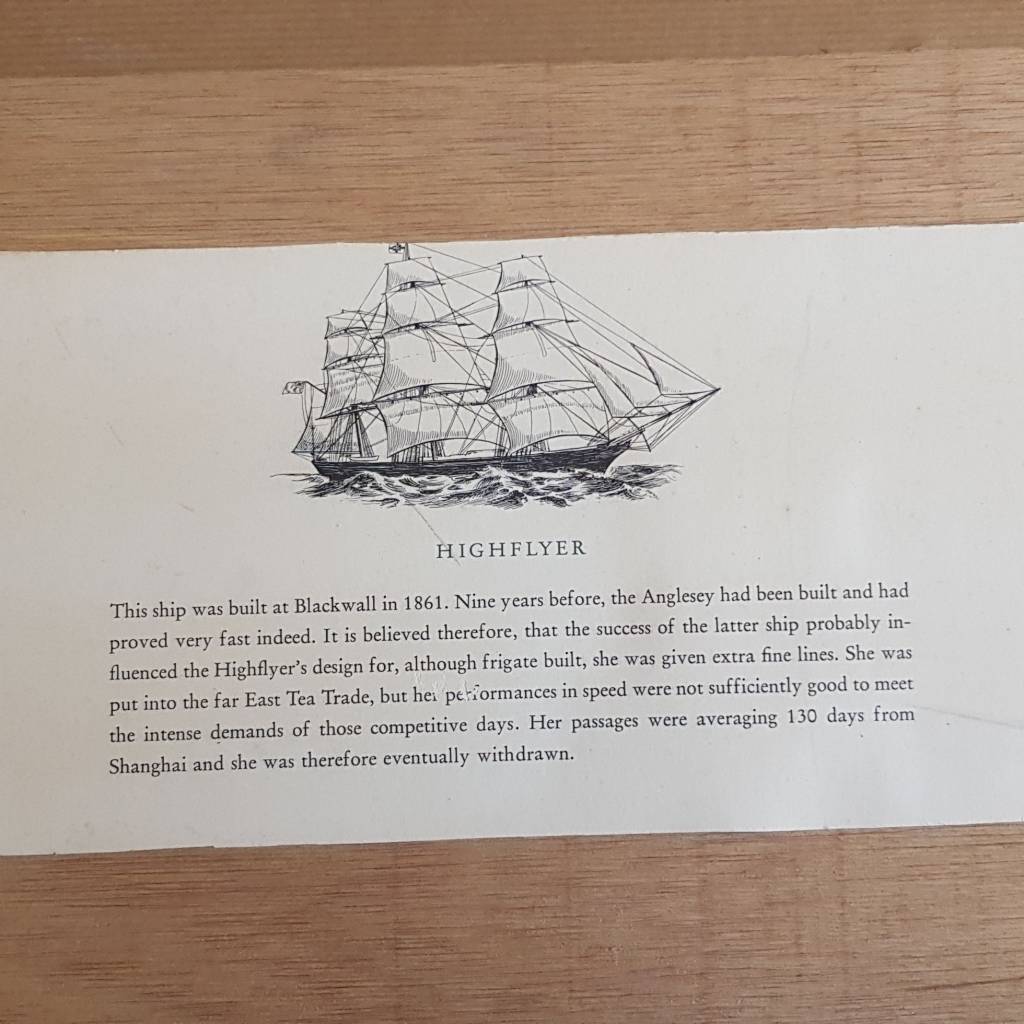 HIGHFLYER
This ship was built at Blackwall in 1861. Nine years before, the Anglesey had been built and had
proved very fast indeed. It is believed therefore, that the success of the latter ship probably in-
fluenced the Highflyer's design for, although frigate built, she was given extra fine lines. She was
put into the far East Tea Trade, but her performances in speed were not sufficiently good to meet
the intense demands of those competitive days. Her passages were averaging 130 days from
Shanghai and she was therefore eventually withdrawn.